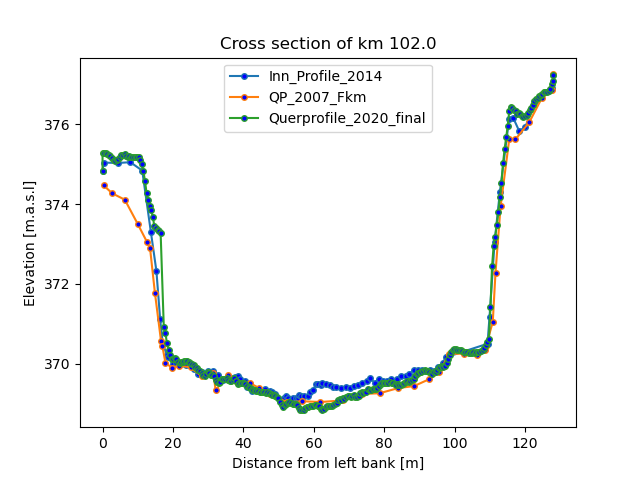 Cross section of km 102.0
Inn_Profile_2014
QP_2007_Fkm
Querprofile_2020_final
376
374
372
370
Elevation [m.a.s.l]
0 20 40 60 80 100 120
Distance from left bank [m]